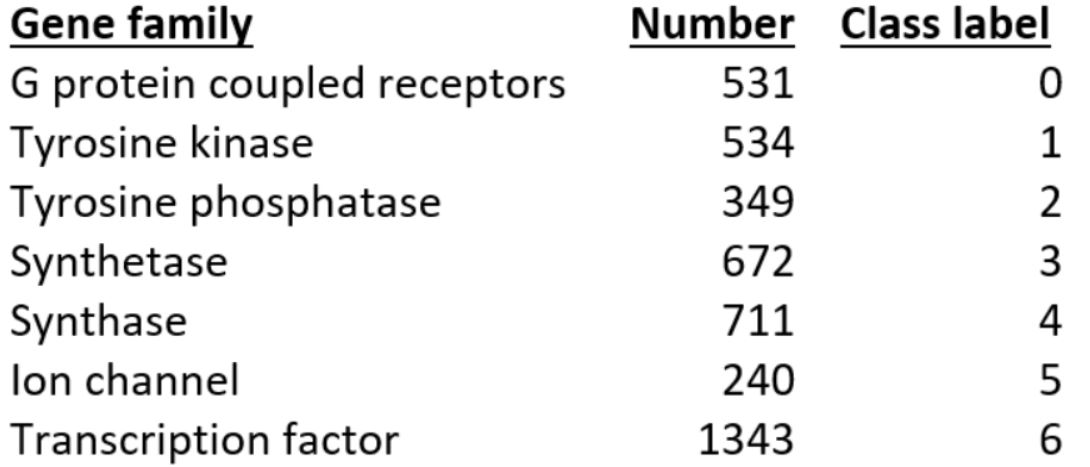 Gene family Number Class label
G protein coupled receptors 531 0
Tyrosine kinase 534 1
Tyrosine phosphatase 349 2
Synthetase 672 3
Synthase 711 4
Ion channel 240 5
Transcription factor 1343 6